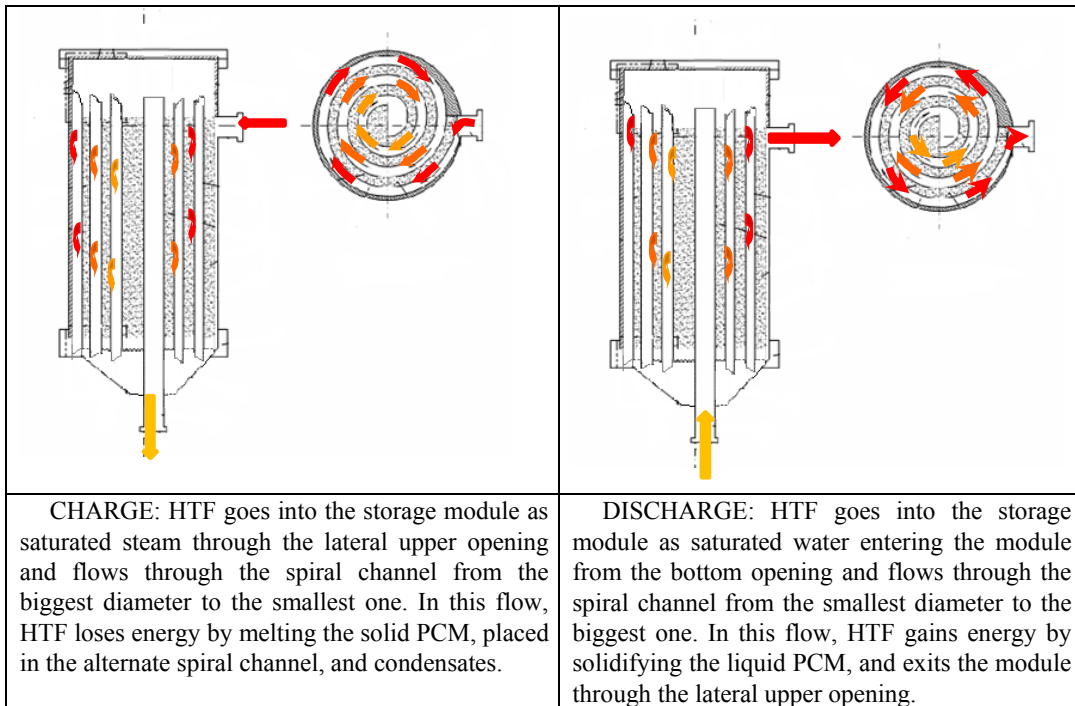 CHARGE: HTF goes into the storage module as
saturated steam through the lateral upper opening
and flows through the spiral channel from the
biggest diameter to the smallest one. In this flow,
HTF loses energy by melting the solid PCM, placed
in the alternate spiral channel, and condensates.
DISCHARGE: HTF goes into the storage
module as saturated water entering the module
from the bottom opening and flows through the
spiral channel from the smallest diameter to the
biggest one. In this flow, HTF gains energy by
solidifying the liquid PCM, and exits the module
through the lateral upper opening.